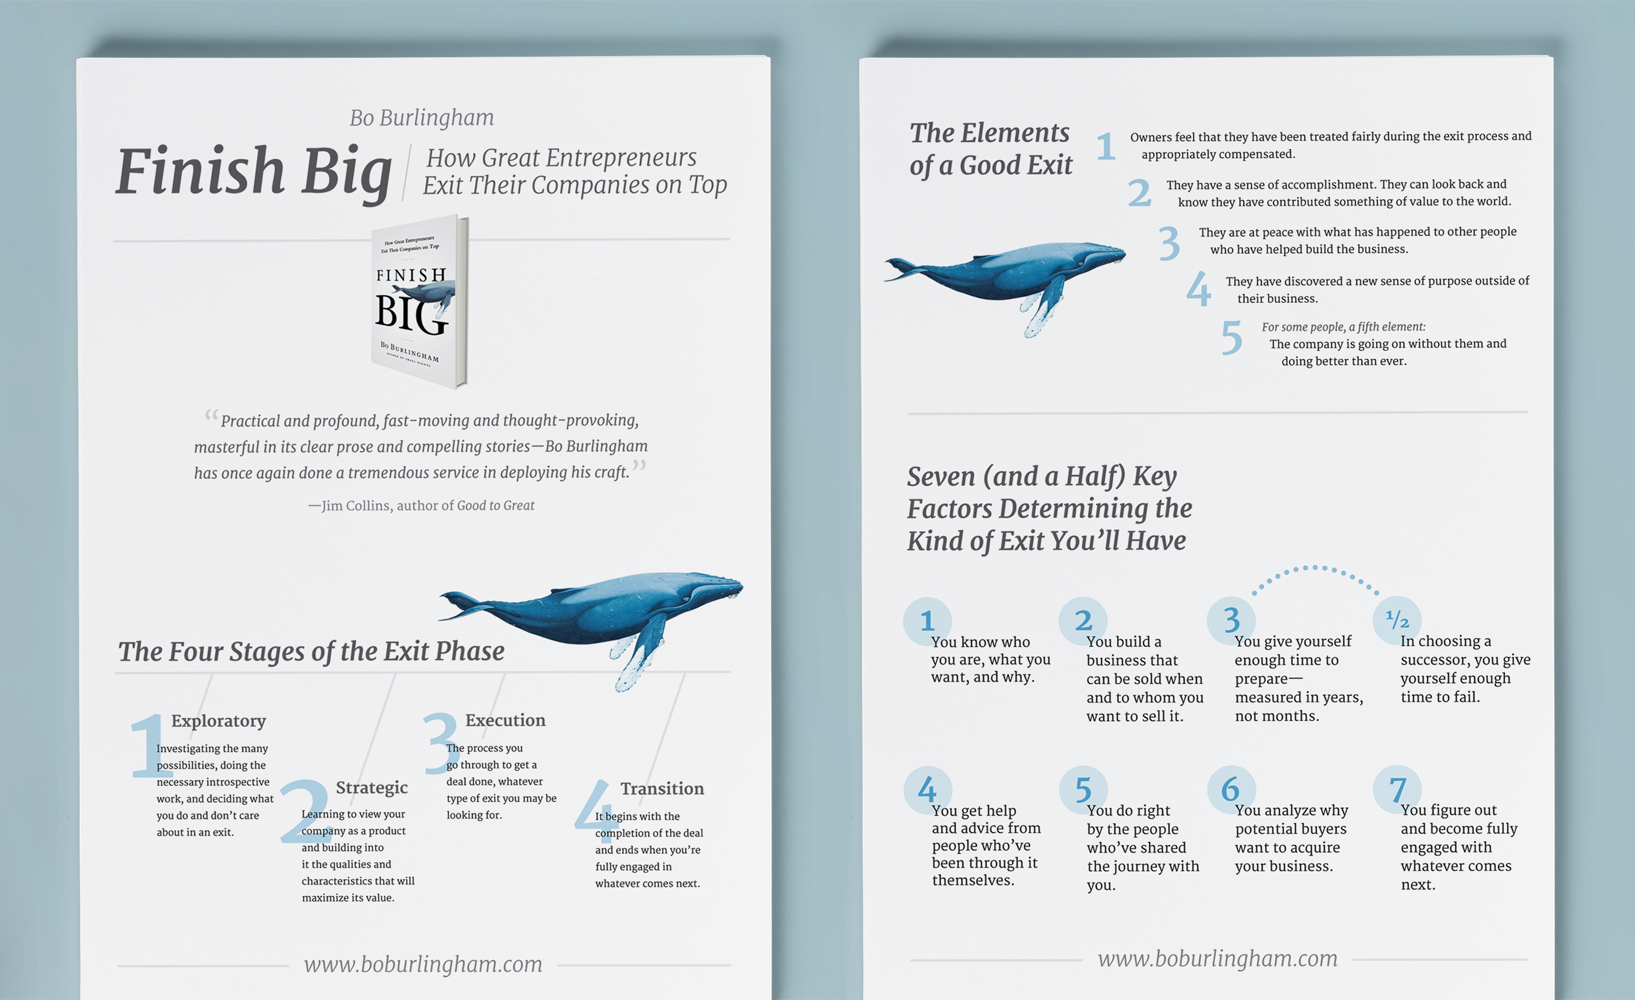 Bo Burlingham
Finish Big
How Great Entrepreneurs
Exit Their Companies on Top
How Great Entrepreneurs
Exit Their Companies on Top
FINISH
BIG
BO BURLINGHAM
“Practical and profound, fast-moving and thought-provoking,
masterful in its clear prose and compelling stories—Bo Burlingham
has once again done a tremendous service in deploying his craft.”
—Jim Collins, author of Good to Great
The Four Stages of the Exit Phase
1
Exploratory
Investigating the many
possibilities, doing the
necessary introspective
work, and deciding what
you do and don’t care
about in an exit.
2
Strategic
Learning to view your
company as a product
and building into
it the qualities and
characteristics that will
maximize its value.
3
Execution
The process you
go through to get a
deal done, whatever
type of exit you may be
looking for.
4
Transition
It begins with the
completion of the deal
and ends when you’re
fully engaged in
whatever comes next.
www.boburlingham.com
The Elements
of a Good Exit
1
Owners feel that they have been treated fairly during the exit process and
appropriately compensated.
2
They have a sense of accomplishment. They can look back and
know they have contributed something of value to the world.
3
They are at peace with what has happened to other people
who have helped build the business.
4
They have discovered a new sense of purpose outside of
their business.
5
For some people, a fifth element:
The company is going on without them and
doing better than ever.
Seven (and a Half) Key
Factors Determining the
Kind of Exit You’ll Have
1
You know who
you are, what you
want, and why.
2
You build a
business that
can be sold when
and to whom you
want to sell it.
3
You give yourself
enough time to
prepare—
measured in years,
not months.
1/2
In choosing a
successor, you give
yourself enough
time to fail.
4
You get help
and advice from
people who’ve
been through it
themselves.
5
You do right
by the people
who’ve shared
the journey with
you.
6
You analyze why
potential buyers
want to acquire
your business.
7
You figure out
and become fully
engaged with
whatever comes
next.
www.boburlingham.com